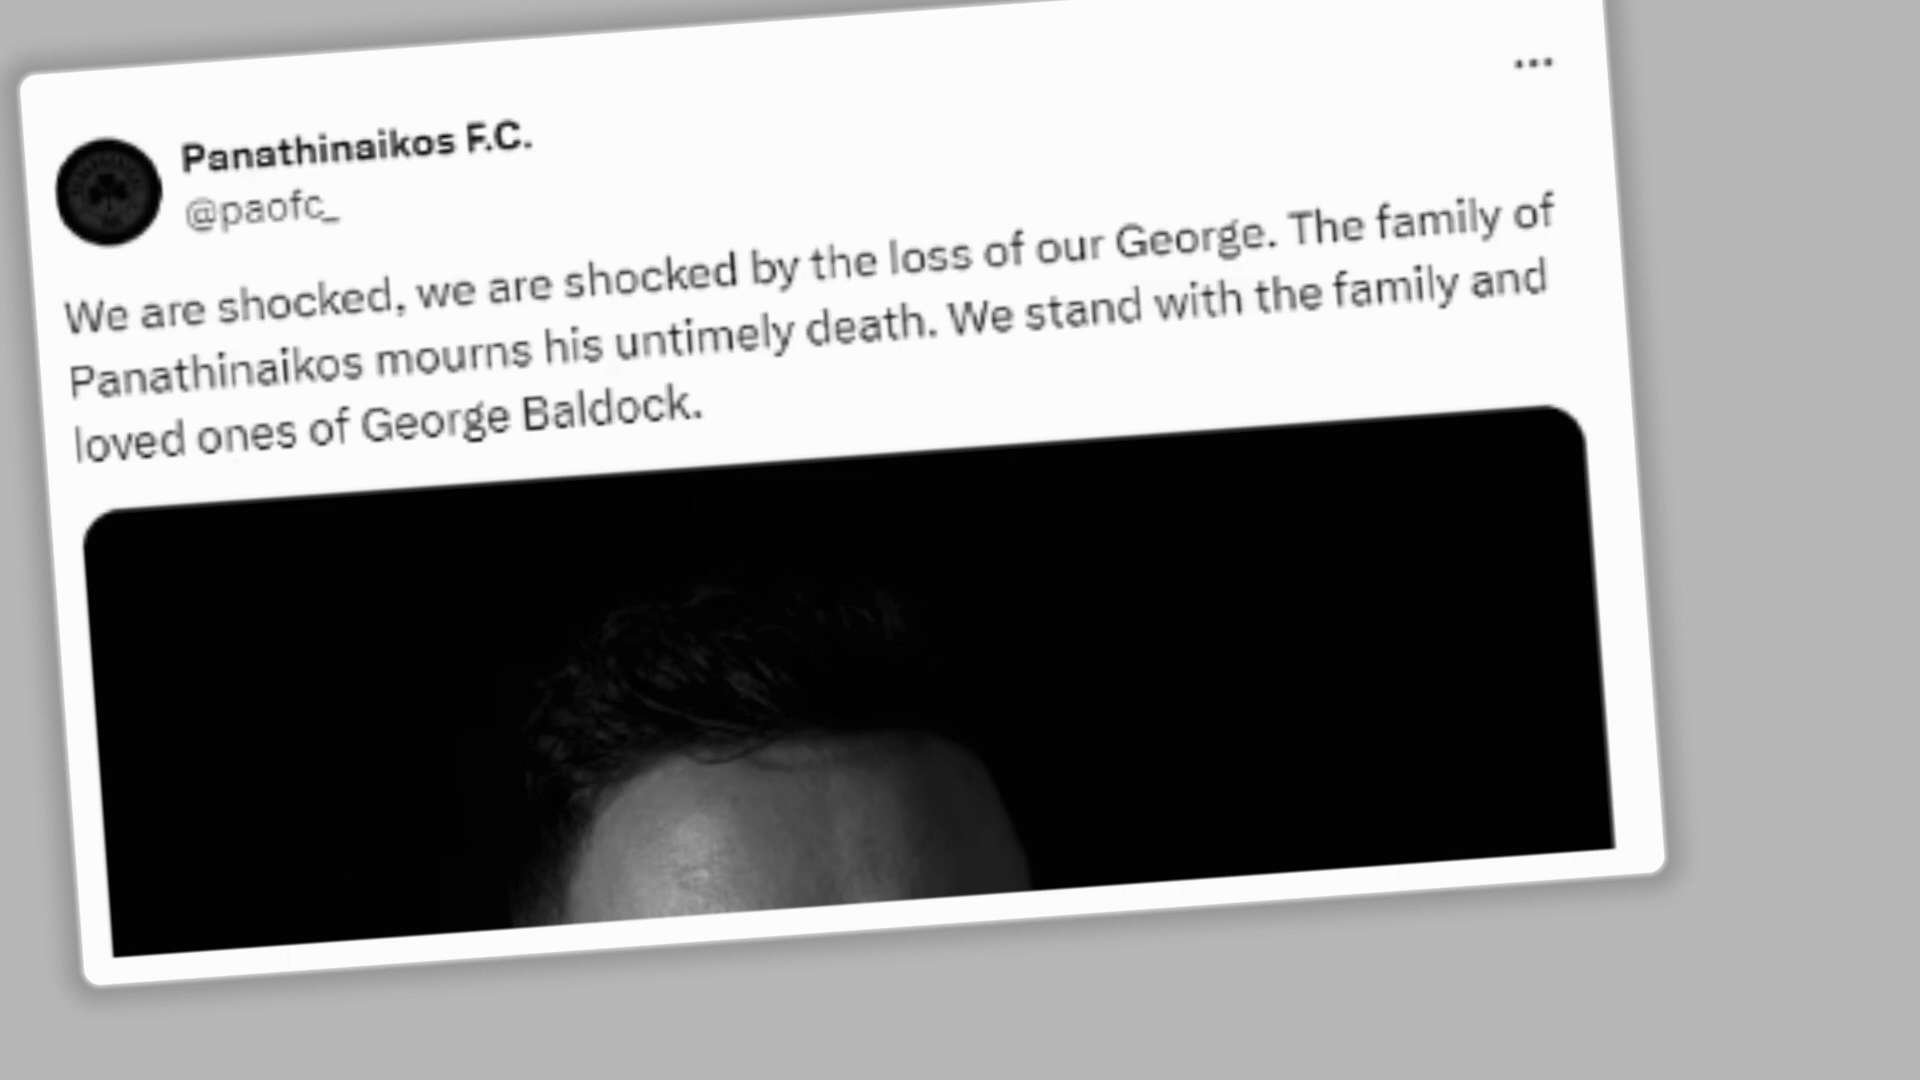 Panathinaikos F.C.
@paofc_
We are shocked, we are shocked by the loss of our George. The family of
Panathinaikos mourns his untimely death. We stand with the family and
loved ones of George Baldock.